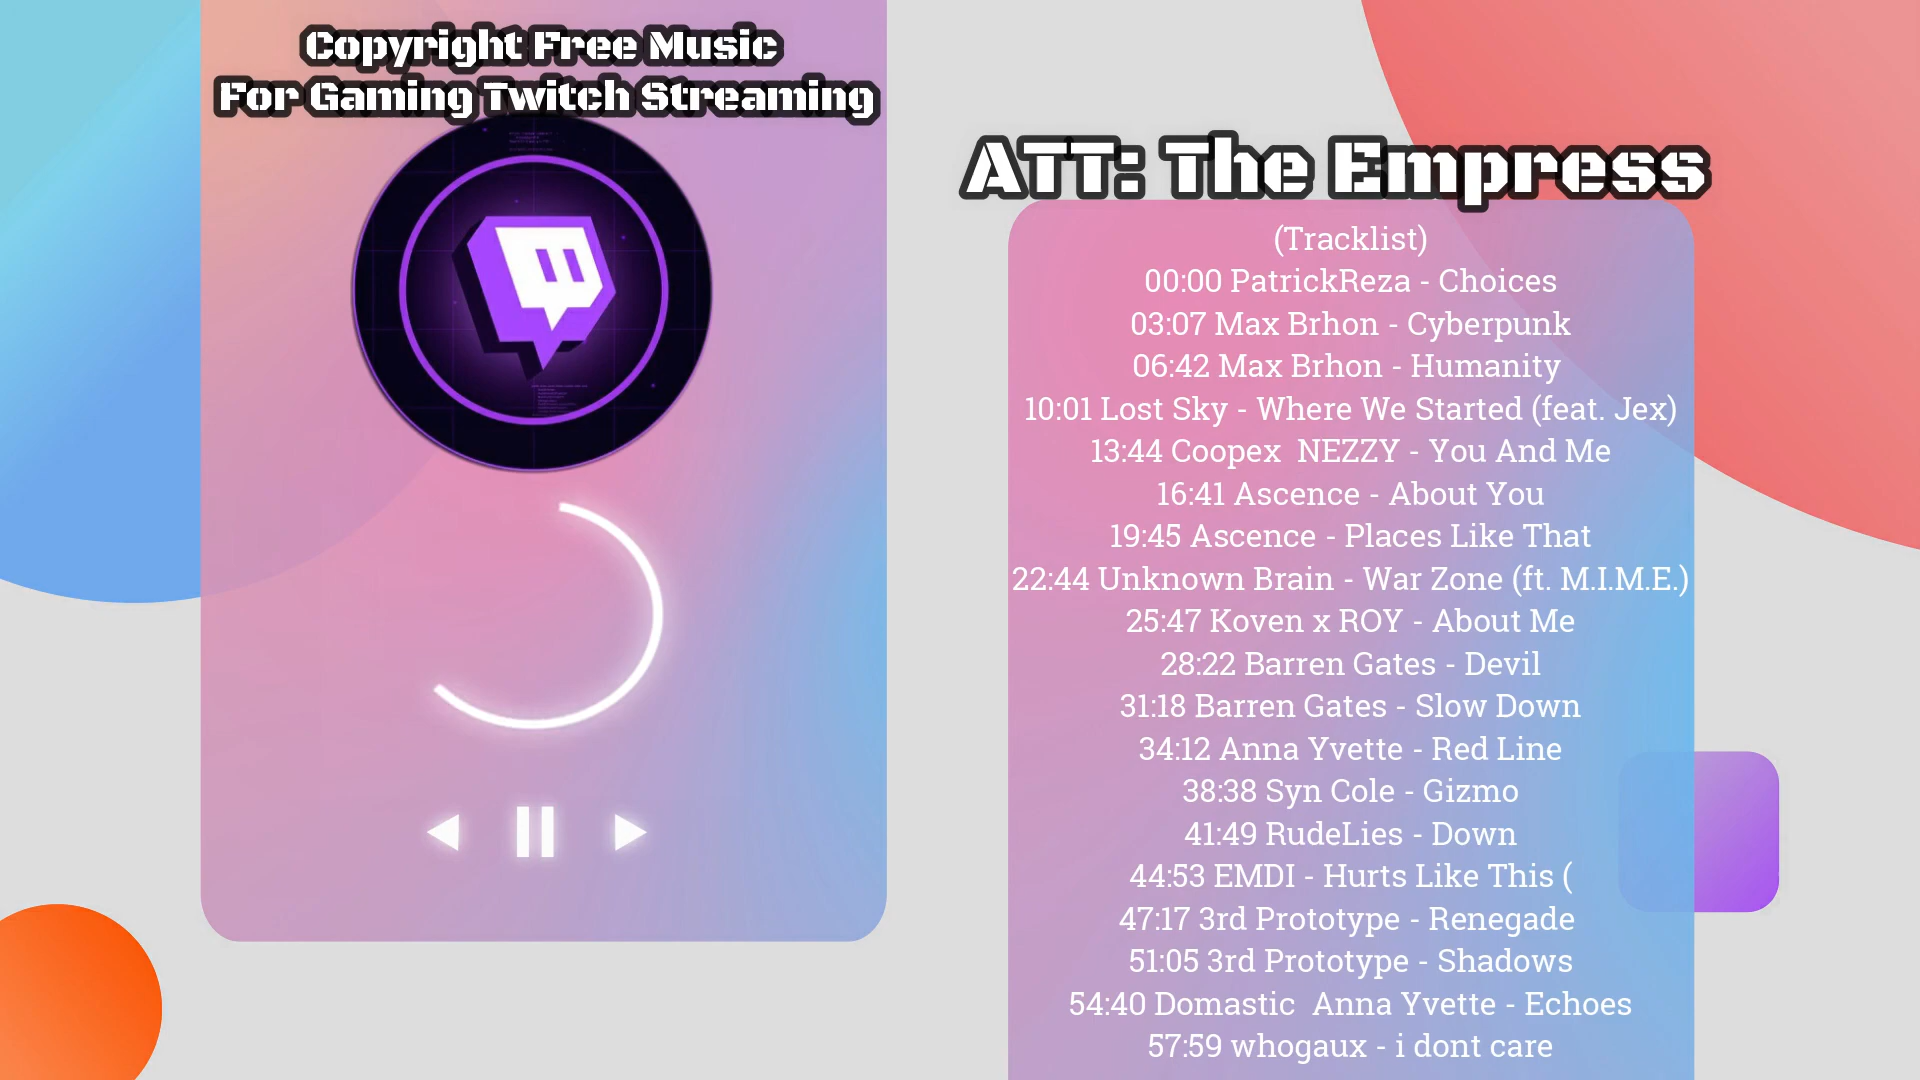 Copyright Free Music
For Gaming Twitch Streaming
ATT: The Empress
(Tracklist)
00:00 PatrickReza - Choices
03:07 Max Brhon - Cyberpunk
06:42 Max Brhon - Humanity
10:01 Lost Sky - Where We Started (feat. Jex)
13:44 Coopex  NEZZY - You And Me
16:41 Ascence - About You
19:45 Ascence - Places Like That
22:44 Unknown Brain - War Zone (ft. M.I.M.E.)
25:47 Koven x ROY - About Me
28:22 Barren Gates - Devil
31:18 Barren Gates - Slow Down
34:12 Anna Yvette - Red Line
38:38 Syn Cole - Gizmo
41:49 RudeLies - Down
44:53 EMDI - Hurts Like This (
47:17 3rd Prototype - Renegade
51:05 3rd Prototype - Shadows
54:40 Domastic  Anna Yvette - Echoes
57:59 whogaux - i dont care